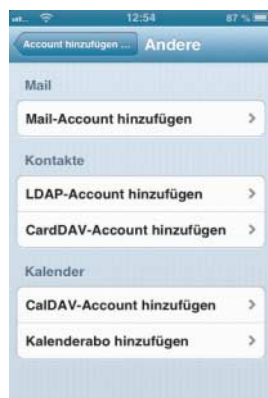 12:54 87 %
Account hinzufügen ... Andere
Mail
Mail-Account hinzufügen
Kontakte
LDAP-Account hinzufügen
CardDAV-Account hinzufügen
Kalender
CalDAV-Account hinzufügen
Kalenderabo hinzufügen